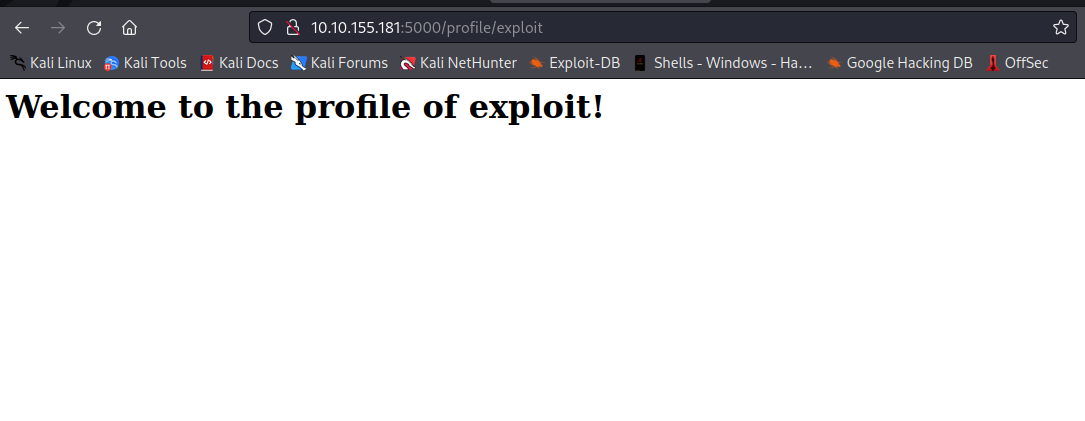 10.10.155.181:5000/profile/exploit
Kali Linux Kali Tools Kali Docs Kali Forums Kali NetHunter Exploit-DB Shells - Windows - Ha… Google Hacking DB OffSec
Welcome to the profile of exploit!